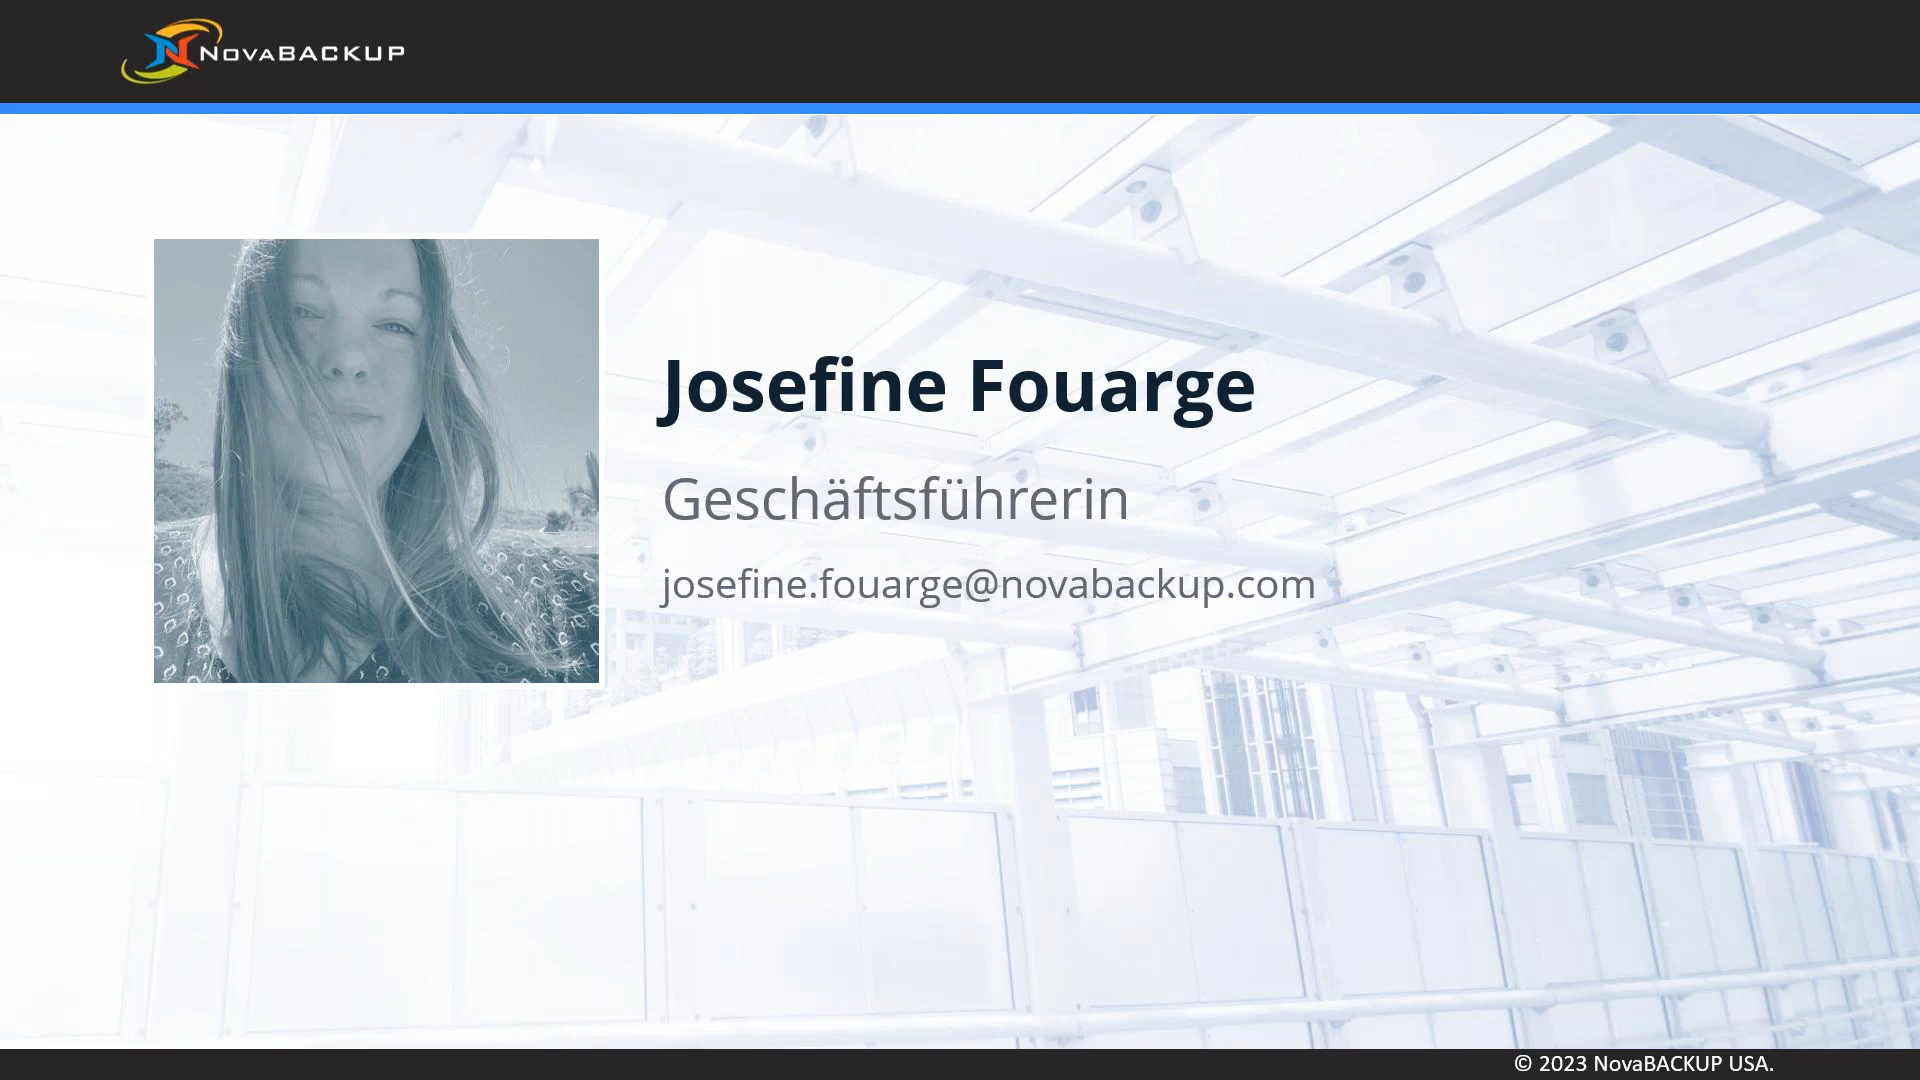 NovaBACKUP
Josefine Fouarge
Geschäftsführerin
josefine.fouarge@novabackup.com
© 2023 NovaBACKUP USA.